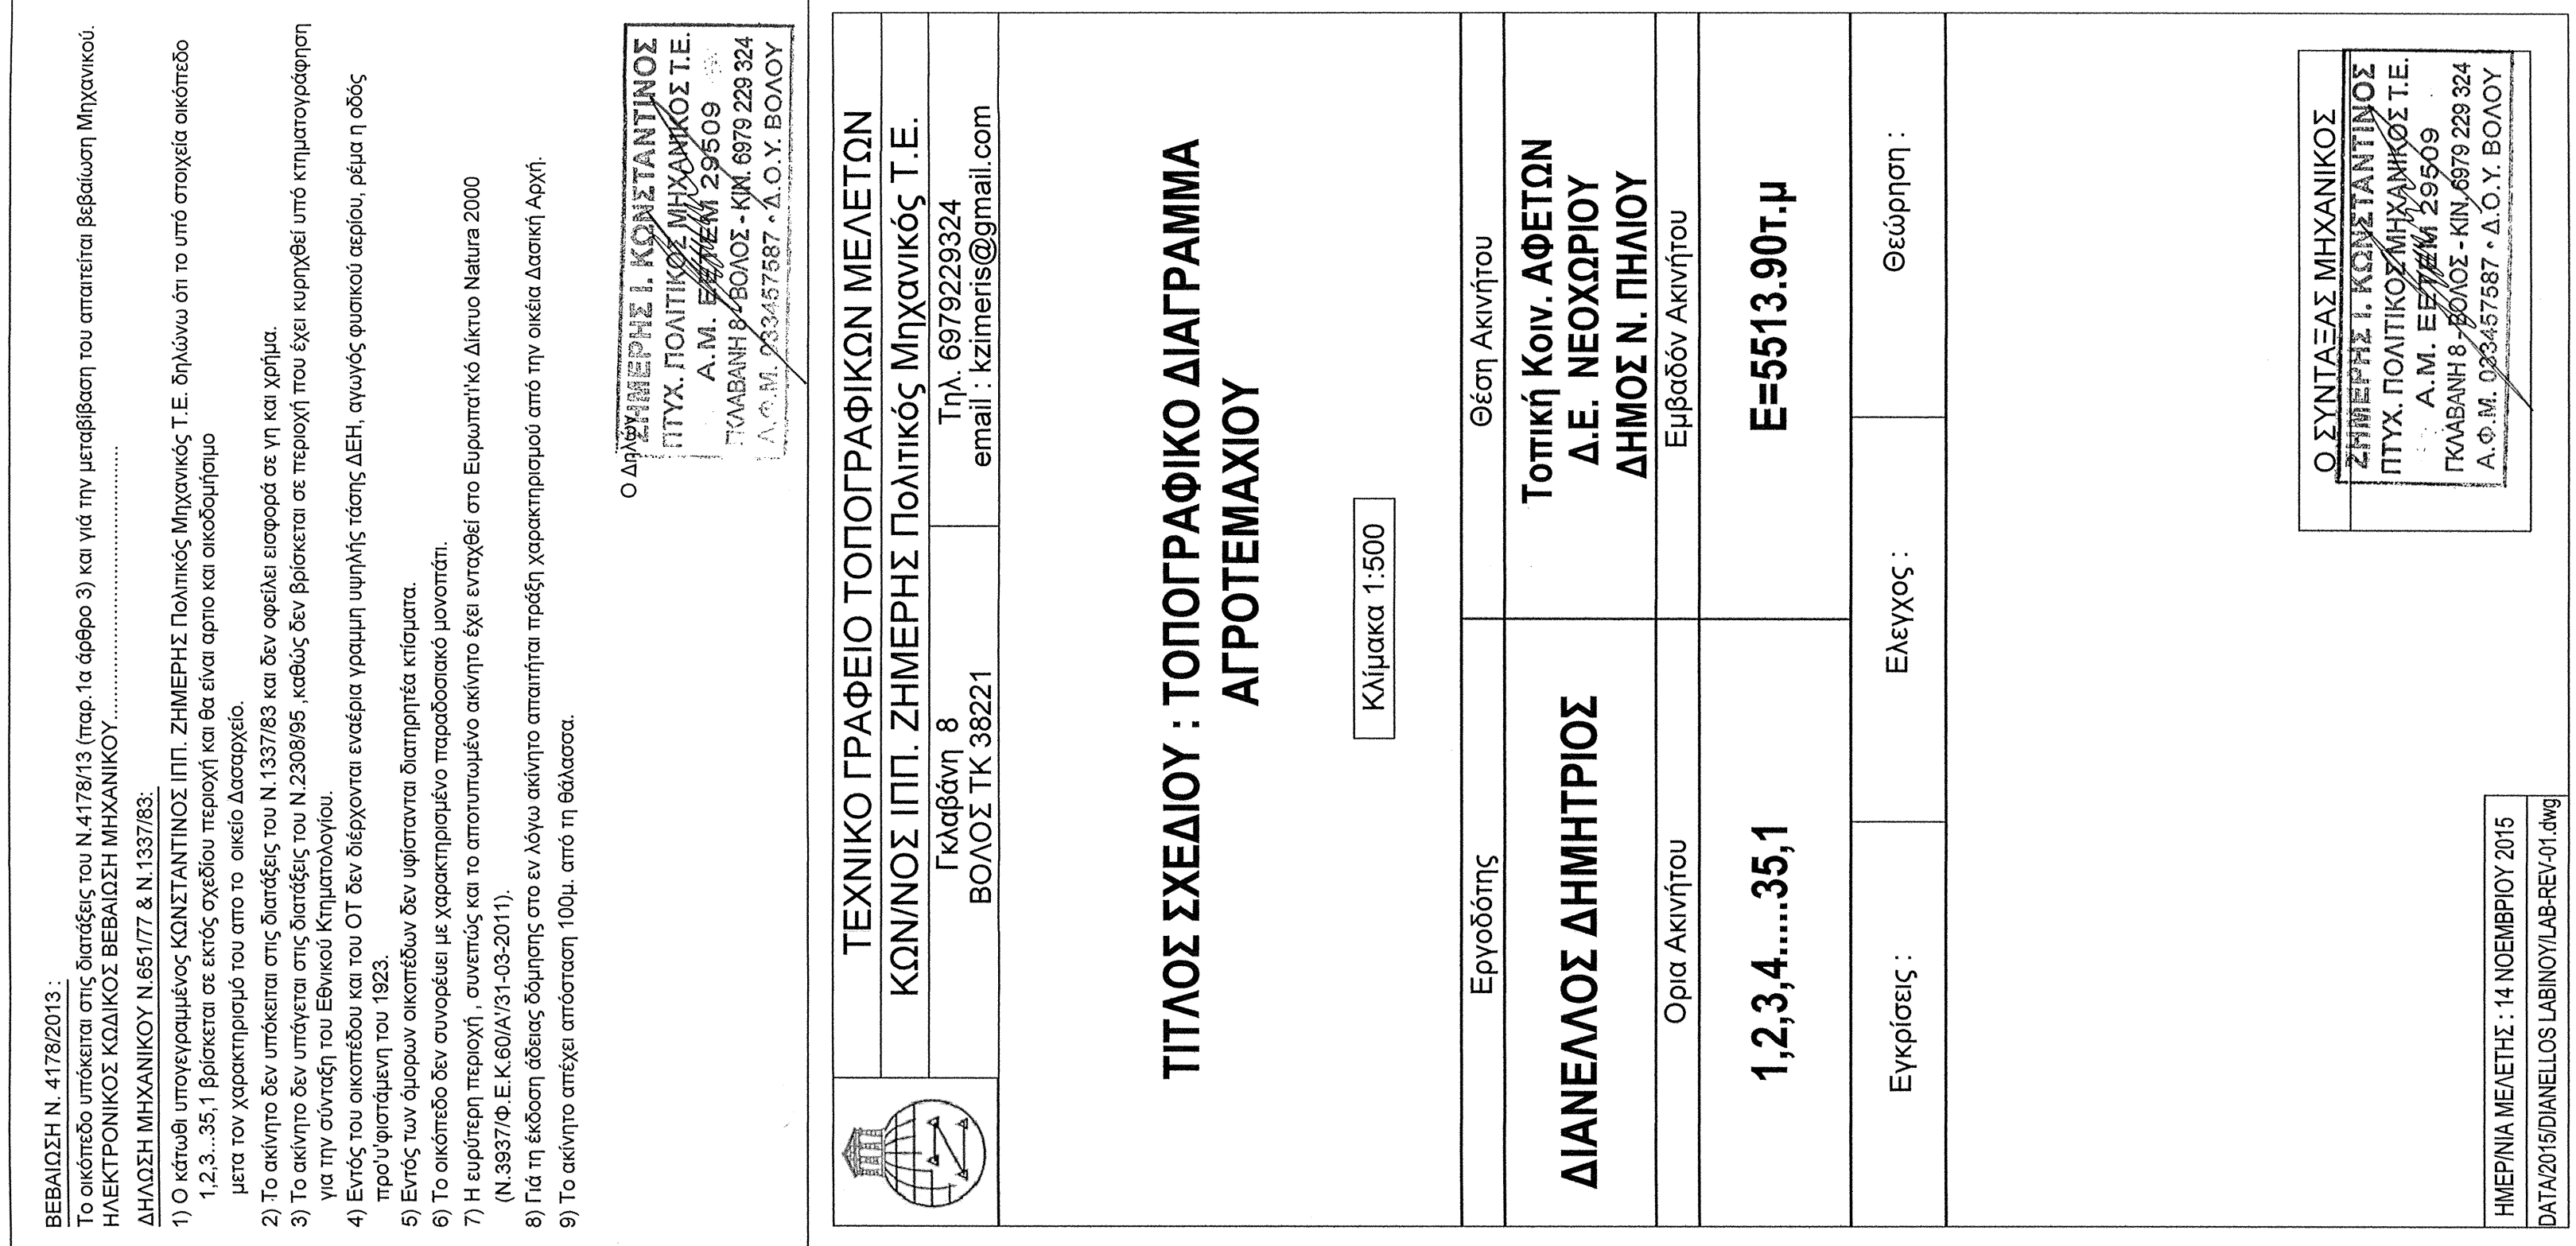 ΒΕΒΑΙΩΣΗ Ν. 4178/2013 :
Το οικόπεδο υπόκειται στις διατάξεις του Ν.4178/13 (παρ.1α άρθρο 3) και γιά την μεταβίβαση του απαιτείται βεβαίωση Μηχανικού.
ΗΛΕΚΤΡΟΝΙΚΟΣ ΚΩΔΙΚΟΣ ΒΕΒΑΙΩΣΗ ΜΗΧΑΝΙΚΟΥ..........................................
ΔΗΛΩΣΗ ΜΗΧΑΝΙΚΟΥ Ν.651/77 & Ν.1337/83:
1) Ο κάτωθι υπογεγραμμένος ΚΩΝΣΤΑΝΤΙΝΟΣ ΙΠΠ. ΖΗΜΕΡΗΣ Πολιτικός Μηχανικός Τ.Ε. δηλώνω ότι το υπό στοιχεία οικόπεδο
1,2,3...35,1 βρίσκεται σε εκτός σχεδίου περιοχή και θα είναι αρτιο και οικοδομήσιμο
μετα τον χαρακτηρισμό του απο το οικείο Δασαρχείο.
2) Το ακίνητο δεν υπόκειται στις διατάξεις του Ν.1337/83 και δεν οφείλει εισφορά σε γη και χρήμα.
3) Το ακίνητο δεν υπάγεται στις διατάξεις του Ν.2308/95 ,καθώς δεν βρίσκεται σε περιοχή που έχει κυρηχθεί υπό κτηματογράφηση
για την σύνταξη του Εθνικού Κτηματολογίου.
4) Εντός του οικοπέδου και του ΟΤ δεν διέρχονται εναέρια γραμμη υψηλής τάσης ΔΕΗ, αγωγός φυσικού αερίου, ρέμα η οδός
προ'υ'φιστάμενη του 1923.
5) Εντός των όμορων οικοπέδων δεν υφίστανται διατηρητέα κτίσματα.
6) Το οικόπεδο δεν συνορέυει με χαρακτηρισμένο παραδοσιακό μονοπάτι.
7) Η ευρύτερη περιοχή , συνεπώς και το αποτυπωμένο ακίνητο έχει ενταχθεί στο Ευρωπα'ι'κό Δίκτυο Natura 2000
(Ν.3937/Φ.Ε.Κ.60/Α'/31-03-2011).
8) Γιά τη έκδοση άδειας δόμησης στο εν λόγω ακίνητο απαιτήται πράξη χαρακτηρισμού από την οικέια Δασική Αρχή.
9) Το ακίνητο απέχει απόσταση 100μ. από τη θάλασσα.
Ο Δηλών
ΖΗΜΕΡΗΣ Ι. ΚΩΝΣΤΑΝΤΙΝΟΣ
ΠΤΥΧ. ΠΟΛΙΤΙΚΟΣ ΜΗΧΑΝΙΚΟΣ Τ.Ε.
Α.Μ. ΕΕΤΕΜ 29509
ΓΚΛΑΒΑΝΗ 8 - ΒΟΛΟΣ - ΚΙΝ. 6979 229 324
Α.Φ.Μ. 033457587 • Δ.Ο.Υ. ΒΟΛΟΥ
ΤΕΧΝΙΚΟ ΓΡΑΦΕΙΟ ΤΟΠΟΓΡΑΦΙΚΩΝ ΜΕΛΕΤΩΝ
ΚΩΝ/ΝΟΣ ΙΠΠ. ΖΗΜΕΡΗΣ Πολιτικός Μηχανικός Τ.Ε.
Γκλαβάνη 8
ΒΟΛΟΣ ΤΚ 38221
Τηλ. 6979229324
email : kzimeris@gmail.com
ΤΙΤΛΟΣ ΣΧΕΔΙΟΥ : ΤΟΠΟΓΡΑΦΙΚΟ ΔΙΑΓΡΑΜΜΑ
ΑΓΡΟΤΕΜΑΧΙΟΥ
Κλίμακα 1:500
Εργοδότης
ΔΙΑΝΕΛΛΟΣ ΔΗΜΗΤΡΙΟΣ
Θέση Ακινήτου
Τοπική Κοιν. ΑΦΕΤΩΝ
Δ.Ε. ΝΕΟΧΩΡΙΟΥ
ΔΗΜΟΣ Ν. ΠΗΛΙΟΥ
Ορια Ακινήτου
1,2,3,4....35,1
Εμβαδόν Ακινήτου
Ε=5513.90τ.μ
Εγκρίσεις :
Ελεγχος :
Θεώρηση :
Ο ΣΥΝΤΑΞΑΣ ΜΗΧΑΝΙΚΟΣ
ΖΗΜΕΡΗΣ Ι. ΚΩΝΣΤΑΝΤΙΝΟΣ
ΠΤΥΧ. ΠΟΛΙΤΙΚΟΣ ΜΗΧΑΝΙΚΟΣ Τ.Ε.
Α.Μ. ΕΕΤΕΜ 29509
ΓΚΛΑΒΑΝΗ 8 - ΒΟΛΟΣ - ΚΙΝ. 6979 229 324
Α.Φ.Μ. 033457587 • Δ.Ο.Υ. ΒΟΛΟΥ
ΗΜΕΡ/ΝΙΑ ΜΕΛΕΤΗΣ : 14 ΝΟΕΜΒΡΙΟΥ 2015
DATA/2015/DIANELLOS LABINOY/LAB-REV-01.dwg